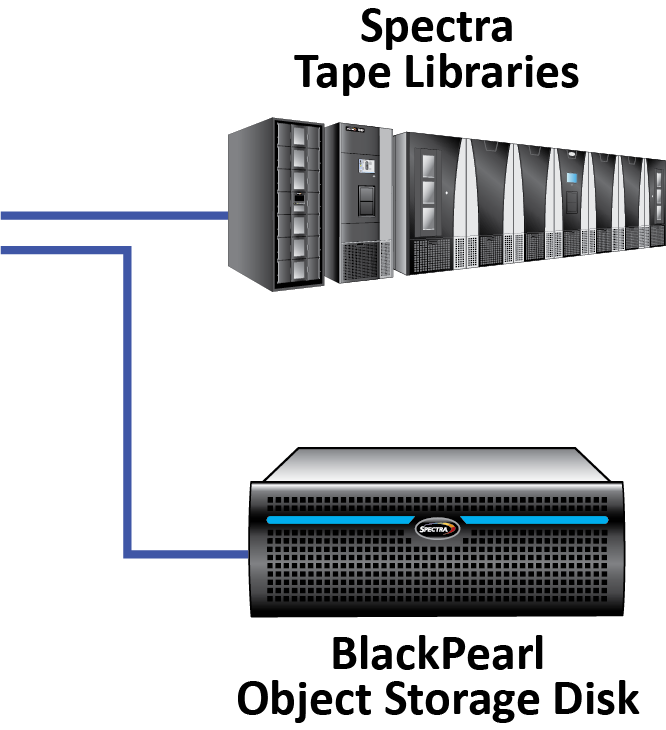 Spectra
Tape Libraries
SPECTRA
BlackPearl
Object Storage Disk